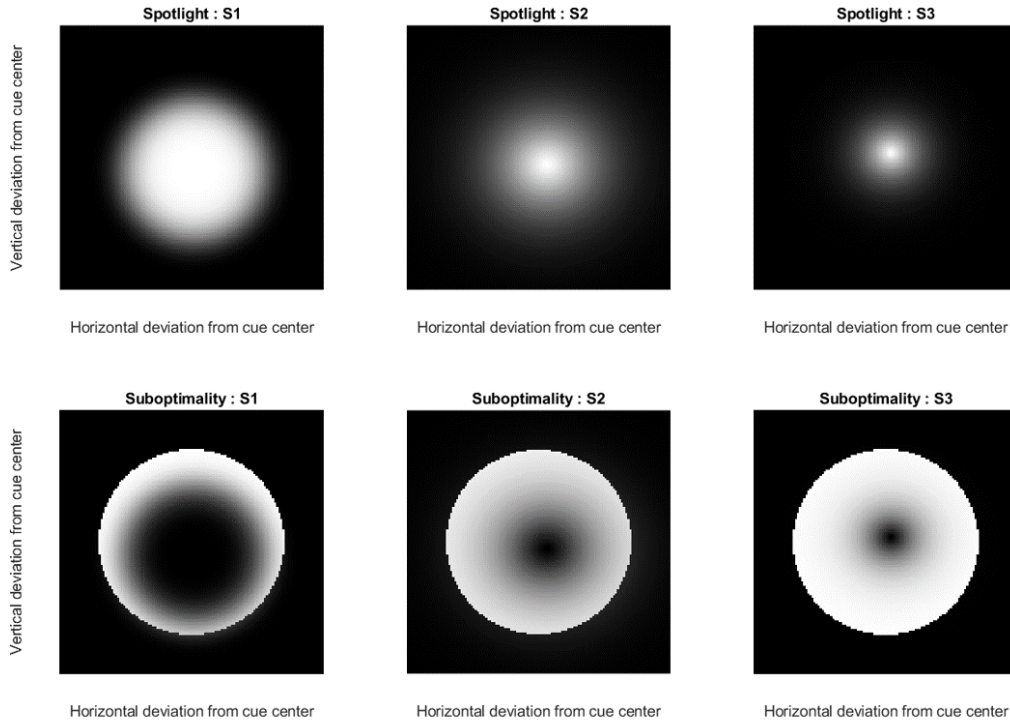 Spotlight : S1
Spotlight : S2
Spotlight : S3
Vertical deviation from cue center
Horizontal deviation from cue center
Horizontal deviation from cue center
Horizontal deviation from cue center
Suboptimality : S1
Suboptimality : S2
Suboptimality : S3
Vertical deviation from cue center
Horizontal deviation from cue center
Horizontal deviation from cue center
Horizontal deviation from cue center